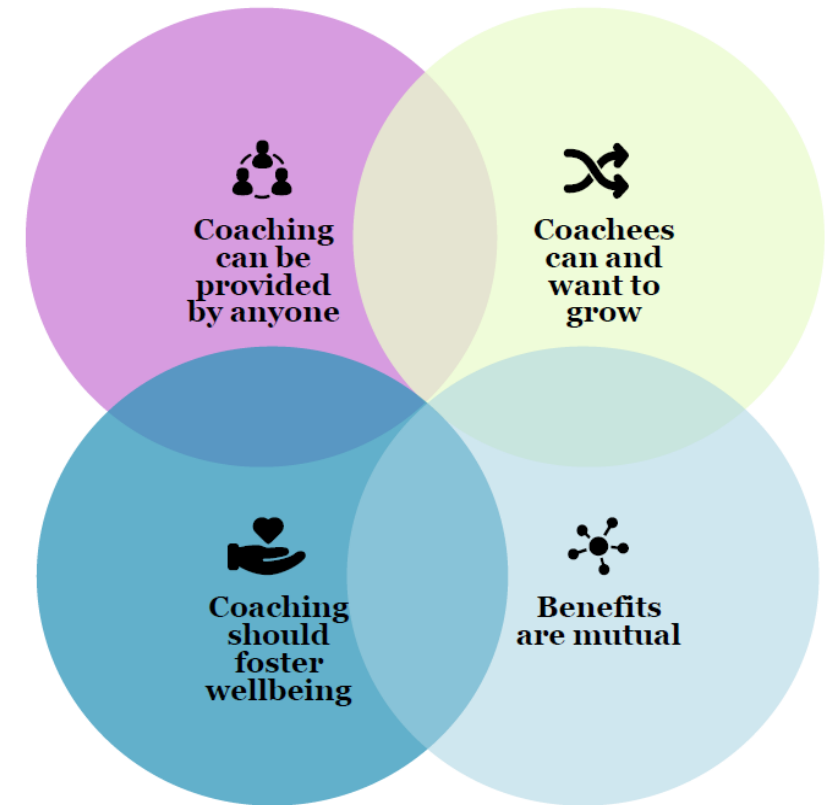 Coaching
can be
provided
by anyone
Coachees
can and
want to
grow
Coaching
should
foster
wellbeing
Benefits
are mutual